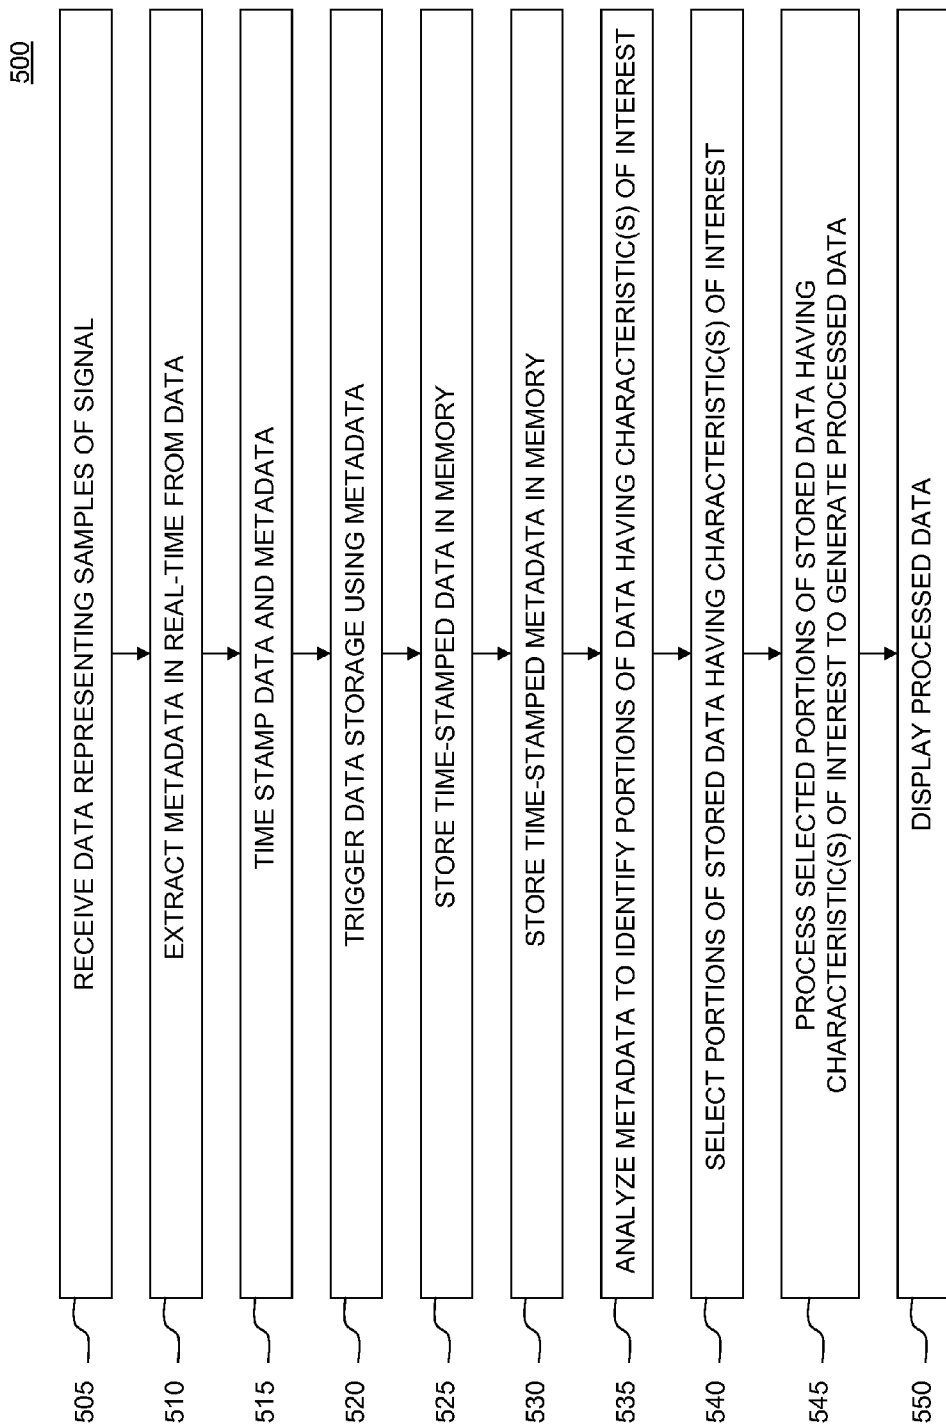 500
505 RECEIVE DATA REPRESENTING SAMPLES OF SIGNAL
510 EXTRACT METADATA IN REAL-TIME FROM DATA
515 TIME STAMP DATA AND METADATA
520 TRIGGER DATA STORAGE USING METADATA
525 STORE TIME-STAMPED DATA IN MEMORY
530 STORE TIME-STAMPED METADATA IN MEMORY
535 ANALYZE METADATA TO IDENTIFY PORTIONS OF DATA HAVING CHARACTERISTIC(S) OF INTEREST
540 SELECT PORTIONS OF STORED DATA HAVING CHARACTERISTIC(S) OF INTEREST
545 PROCESS SELECTED PORTIONS OF STORED DATA HAVING
CHARACTERISTIC(S) OF INTEREST TO GENERATE PROCESSED DATA
550 DISPLAY PROCESSED DATA